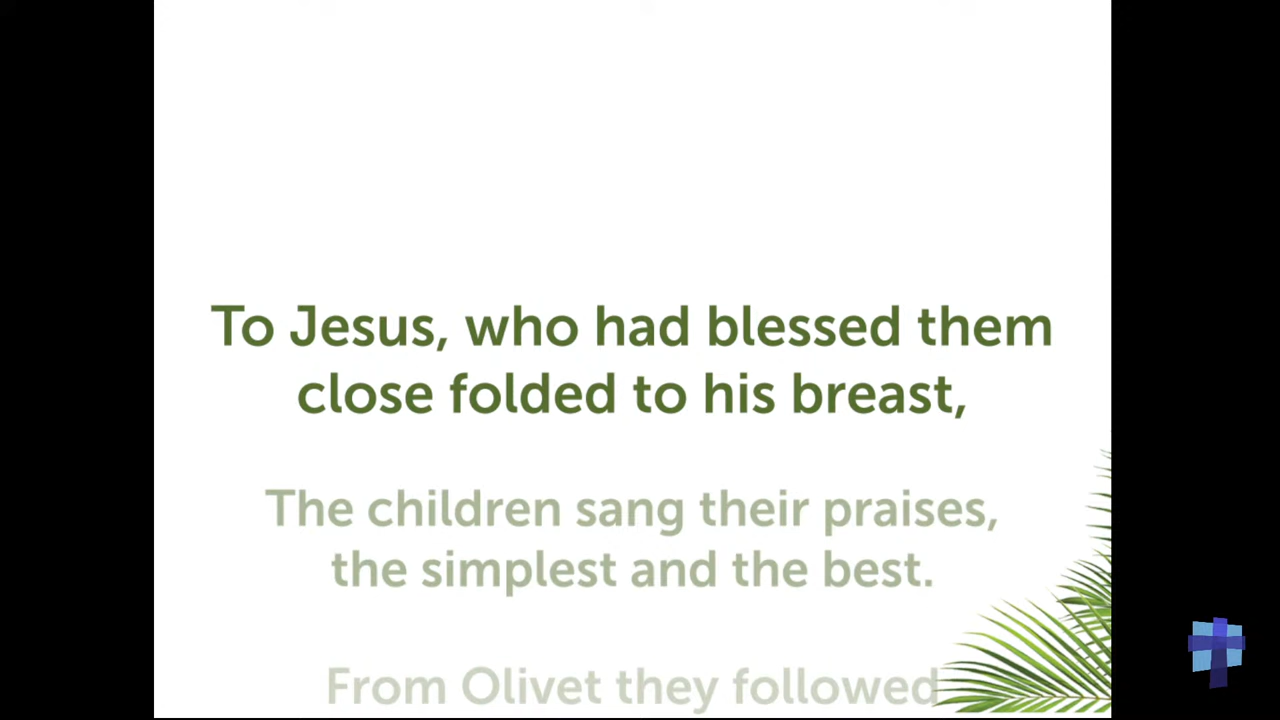 To Jesus, who had blessed them
close folded to his breast,
The children sang their praises,
the simplest and the best.
From Olivet they followed